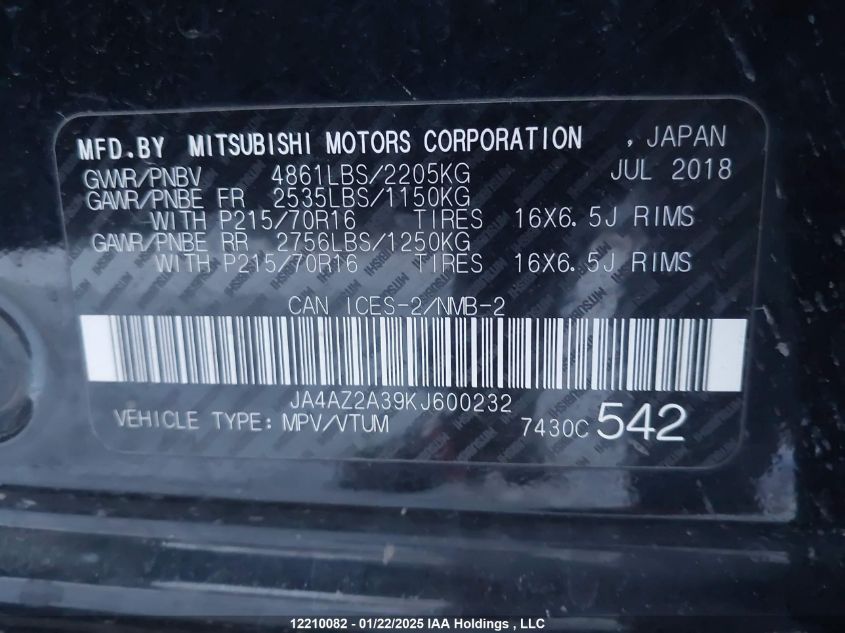 MFD.BY MITSUBISHI MOTORS CORPORATION , JAPAN
GVWR/PNBV 4861LBS/2205KG JUL 2018
GAWR/PNBE FR 2535LBS/1150KG
WITH P215/70R16 TIRES 16X6.5J RIMS
GAWR/PNBE RR 2756LBS/1250KG
WITH P215/70R16 TIRES 16X6.5J RIMS
CAN ICES-2/NMB-2
JA4AZ2A39KJ600232
VEHICLE TYPE: MPV/VTUM 7430C 542
12210082 - 01/22/2025 IAA Holdings , LLC